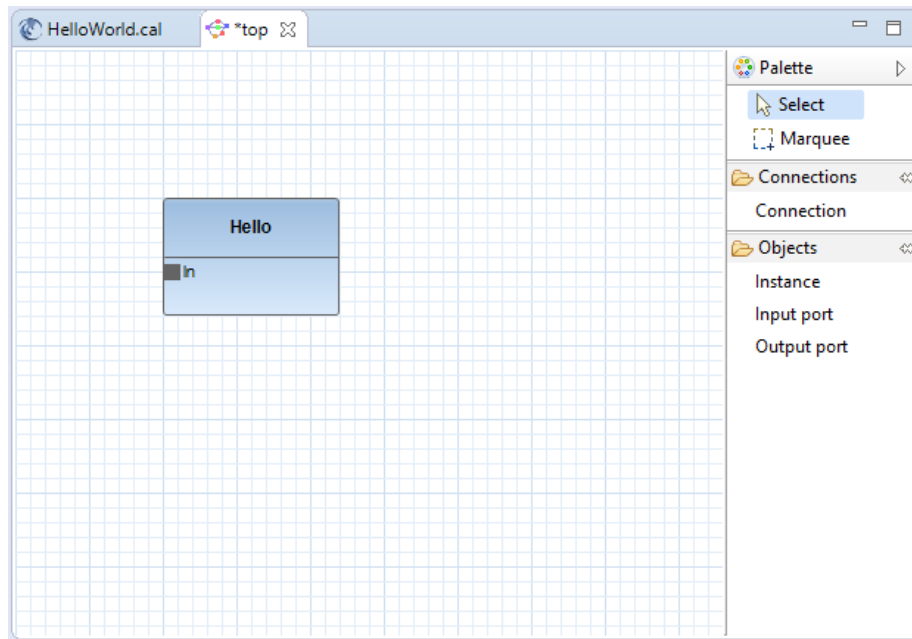 HelloWorld.cal
*top
Palette
Select
Marquee
Connections
Connection
Objects
Instance
Input port
Output port
Hello
In